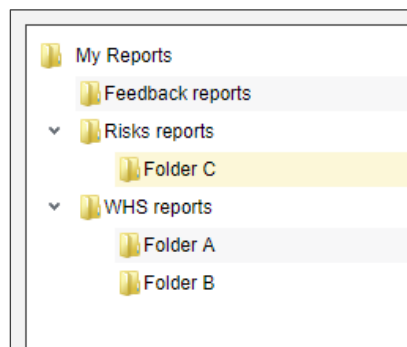 My Reports
Feedback reports
Risks reports
Folder C
WHS reports
Folder A
Folder B